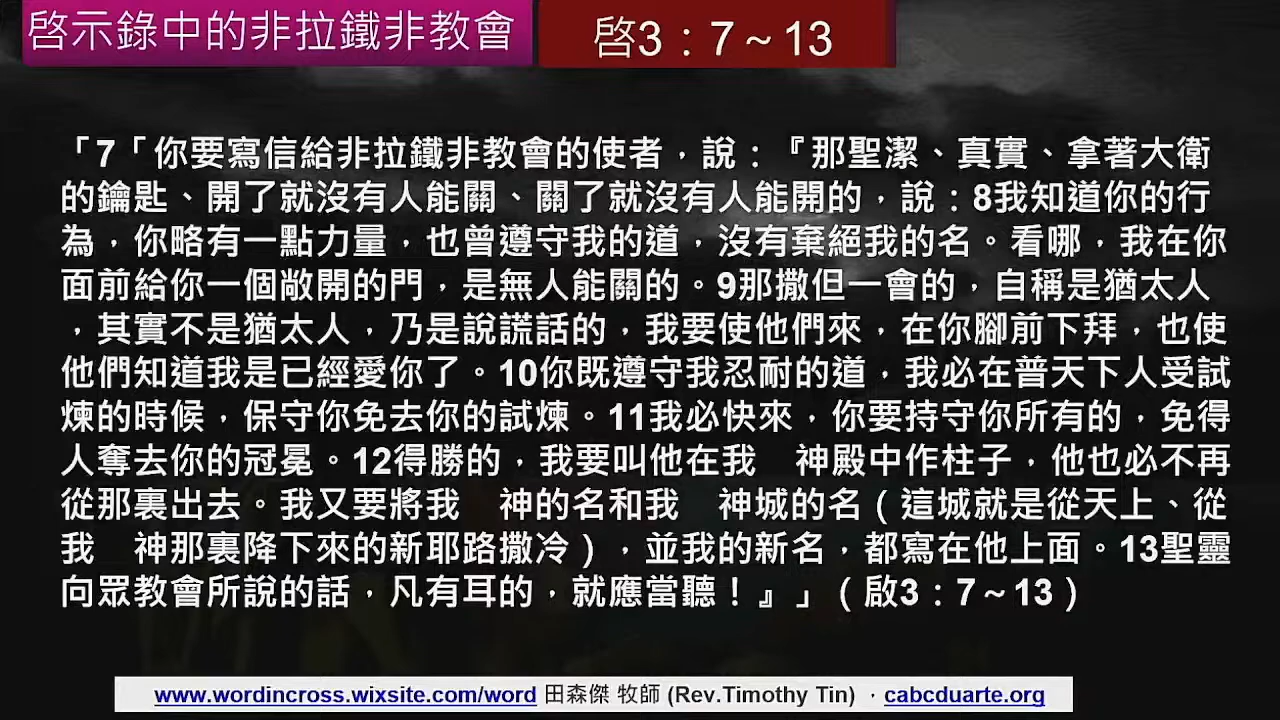 啓示錄中的非拉鐵非教會
啓3：7～13
「7「你要寫信給非拉鐵非教會的使者，說：『那聖潔、真實、拿著大衛
的鑰匙、開了就沒有人能關、關了就沒有人能開的，說：8我知道你的行
為，你略有一點力量，也曾遵守我的道，沒有棄絕我的名。看哪，我在你
面前給你一個敞開的門，是無人能關的。9那撒但一會的，自稱是猶太人
，其實不是猶太人，乃是說謊話的，我要使他們來，在你腳前下拜，也使
他們知道我是已經愛你了。10你既遵守我忍耐的道，我必在普天下人受試
煉的時候，保守你免去你的試煉。11我必快來，你要持守你所有的，免得
人奪去你的冠冕。12得勝的，我要叫他在我　神殿中作柱子，他也必不再
從那裏出去。我又要將我　神的名和我　神城的名（這城就是從天上、從
我　神那裏降下來的新耶路撒冷），並我的新名，都寫在他上面。13聖靈
向眾教會所說的話，凡有耳的，就應當聽！』」（啟3：7～13）
www.wordincross.wixsite.com/word 田森傑 牧師 (Rev.Timothy Tin) ，cabcduarte.org